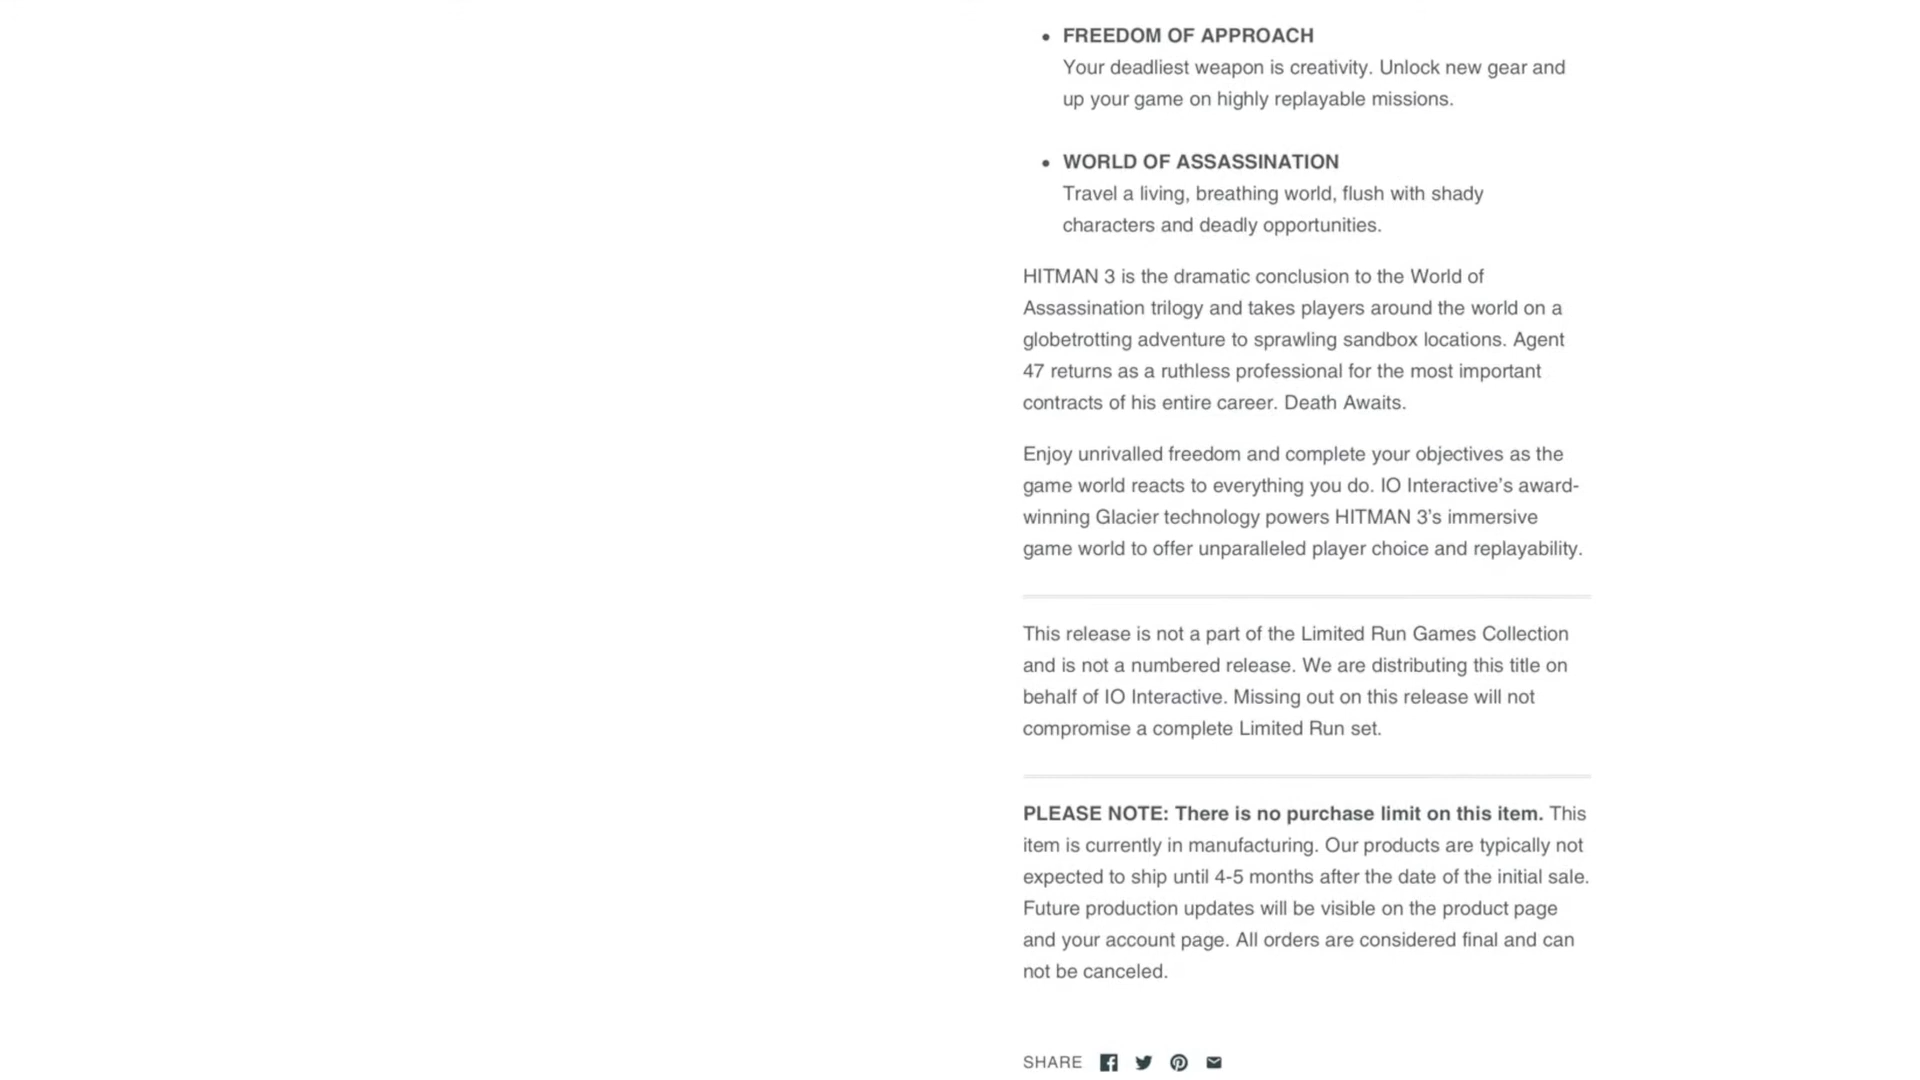 • FREEDOM OF APPROACH
Your deadliest weapon is creativity. Unlock new gear and
up your game on highly replayable missions.
• WORLD OF ASSASSINATION
Travel a living, breathing world, flush with shady
characters and deadly opportunities.
HITMAN 3 is the dramatic conclusion to the World of
Assassination trilogy and takes players around the world on a
globetrotting adventure to sprawling sandbox locations. Agent
47 returns as a ruthless professional for the most important
contracts of his entire career. Death Awaits.
Enjoy unrivalled freedom and complete your objectives as the
game world reacts to everything you do. IO Interactive’s award-
winning Glacier technology powers HITMAN 3’s immersive
game world to offer unparalleled player choice and replayability.
This release is not a part of the Limited Run Games Collection
and is not a numbered release. We are distributing this title on
behalf of IO Interactive. Missing out on this release will not
compromise a complete Limited Run set.
PLEASE NOTE: There is no purchase limit on this item. This
item is currently in manufacturing. Our products are typically not
expected to ship until 4-5 months after the date of the initial sale.
Future production updates will be visible on the product page
and your account page. All orders are considered final and can
not be canceled.
SHARE